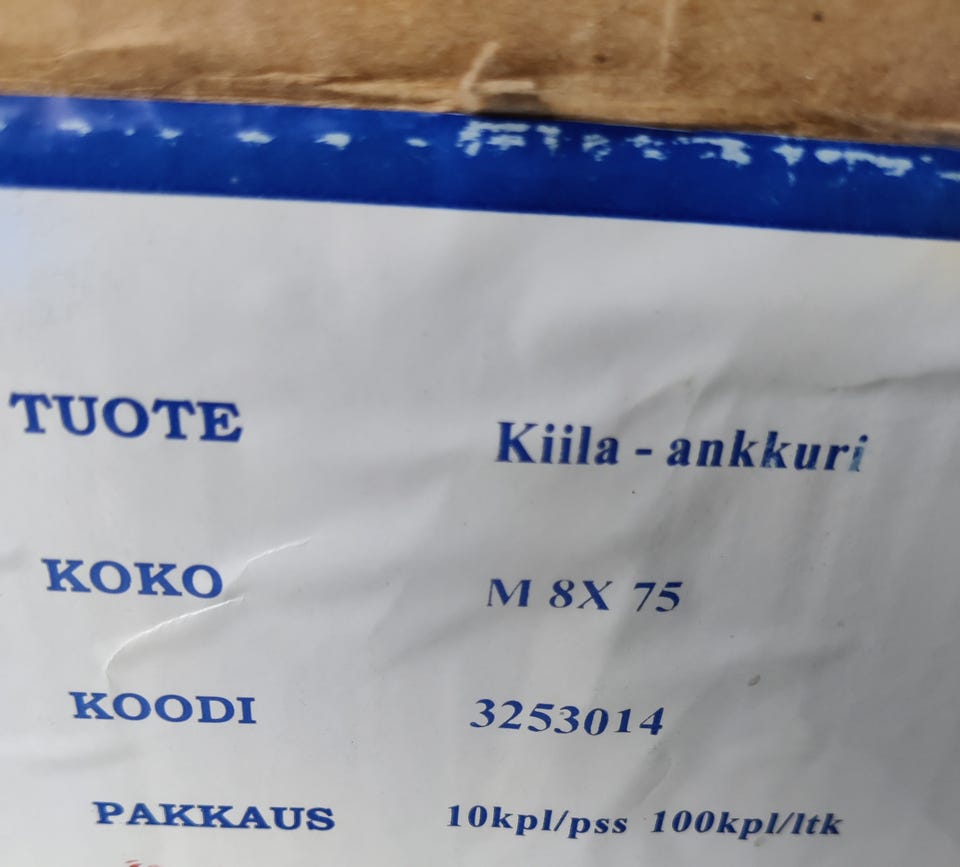 TUOTE Kiila - ankkuri
KOKO M 8X 75
KOODI 3253014
PAKKAUS 10kpl/pss 100kpl/ltk